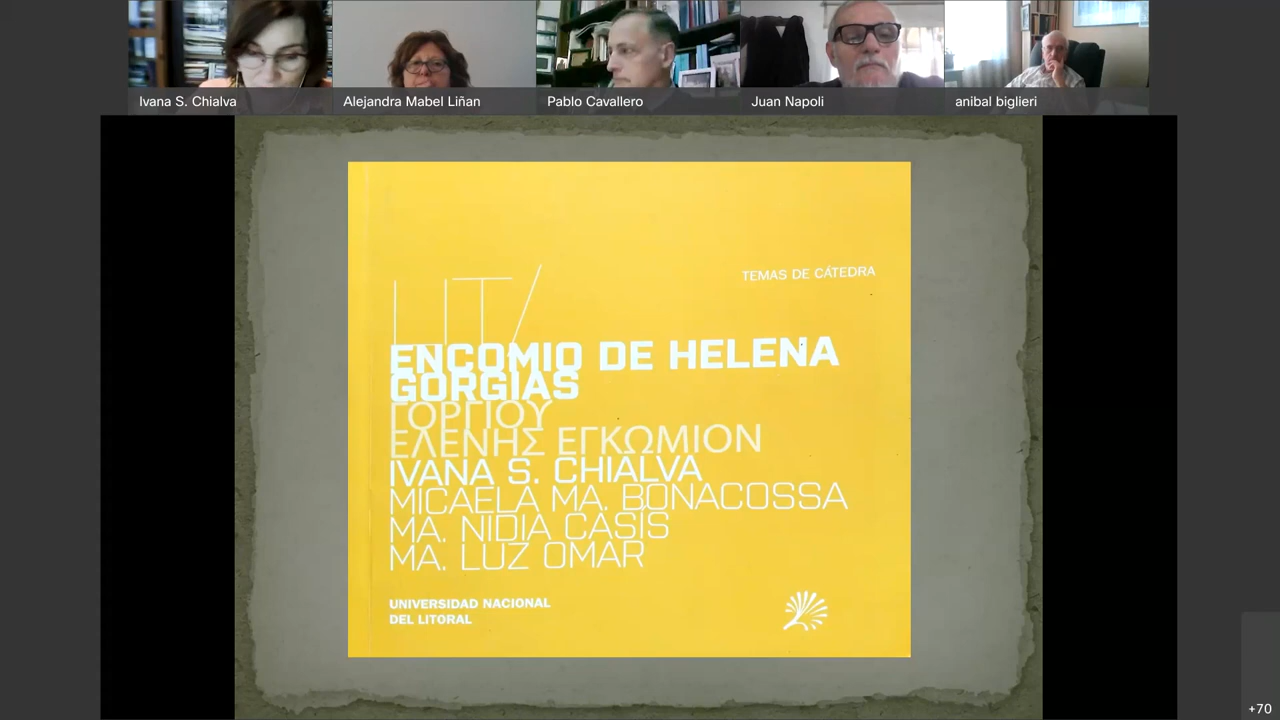 Ivana S. Chialva
Alejandra Mabel Liñan
Pablo Cavallero
Juan Napoli
anibal biglieri
TEMAS DE CÁTEDRA
LIT/
ENCOMIO DE HELENA
GORGIAS
ΓΟΡΓΙΟΥ
ΕΛΕΝΗΣ ΕΓΚΩΜΙΟΝ
IVANA S. CHIALVA
MICAELA MA. BONACOSSA
MA. NIDIA CASIS
MA. LUZ OMAR
UNIVERSIDAD NACIONAL
DEL LITORAL
+70